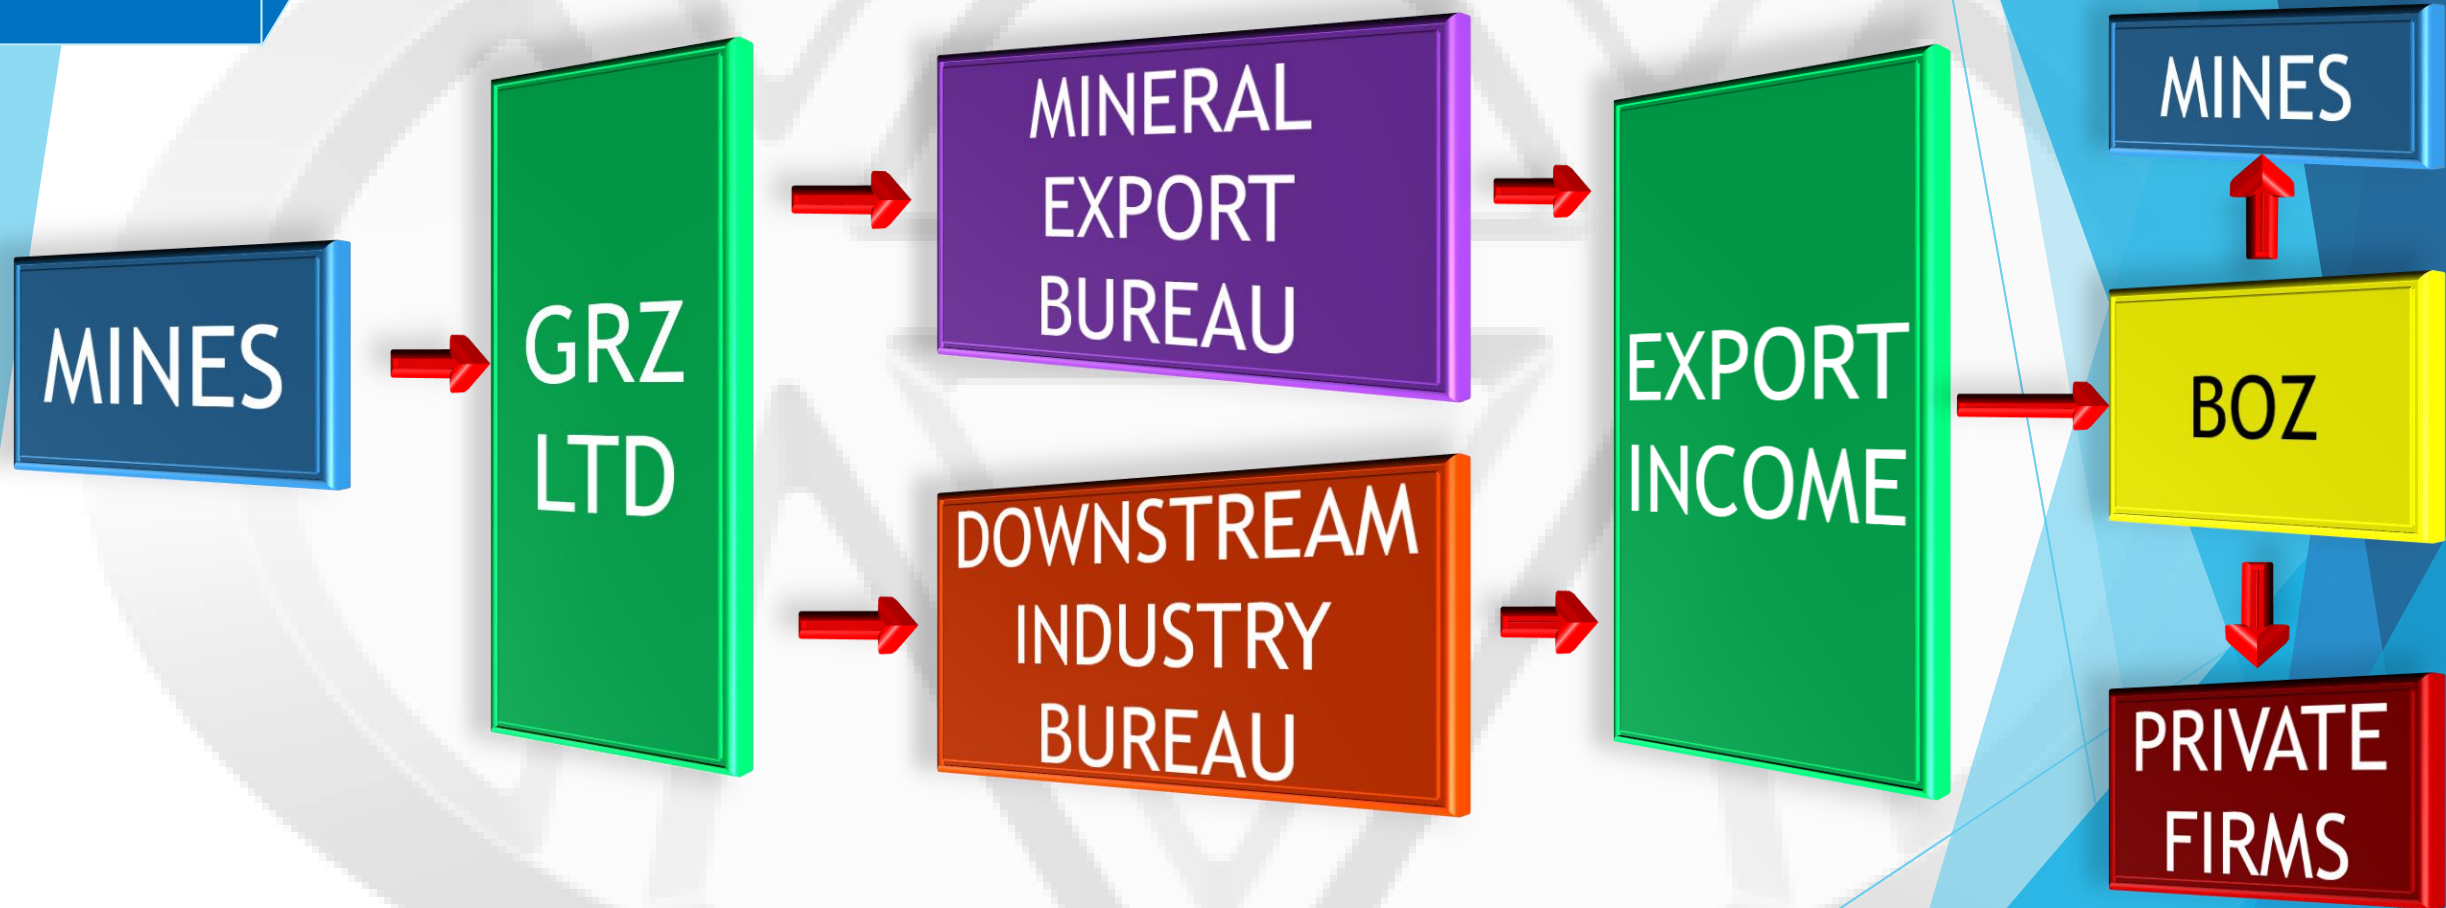 MINES
GRZ
LTD
MINERAL
EXPORT
BUREAU
DOWNSTREAM
INDUSTRY
BUREAU
EXPORT
INCOME
MINES
BOZ
PRIVATE
FIRMS